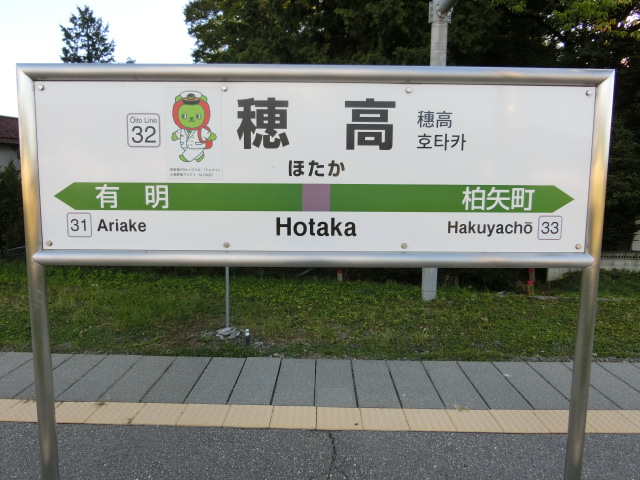 Ōito Line
32
穂高
穂高
호타카
ほたか
有明
柏矢町
31 Ariake
Hotaka
Hakuyachō 33